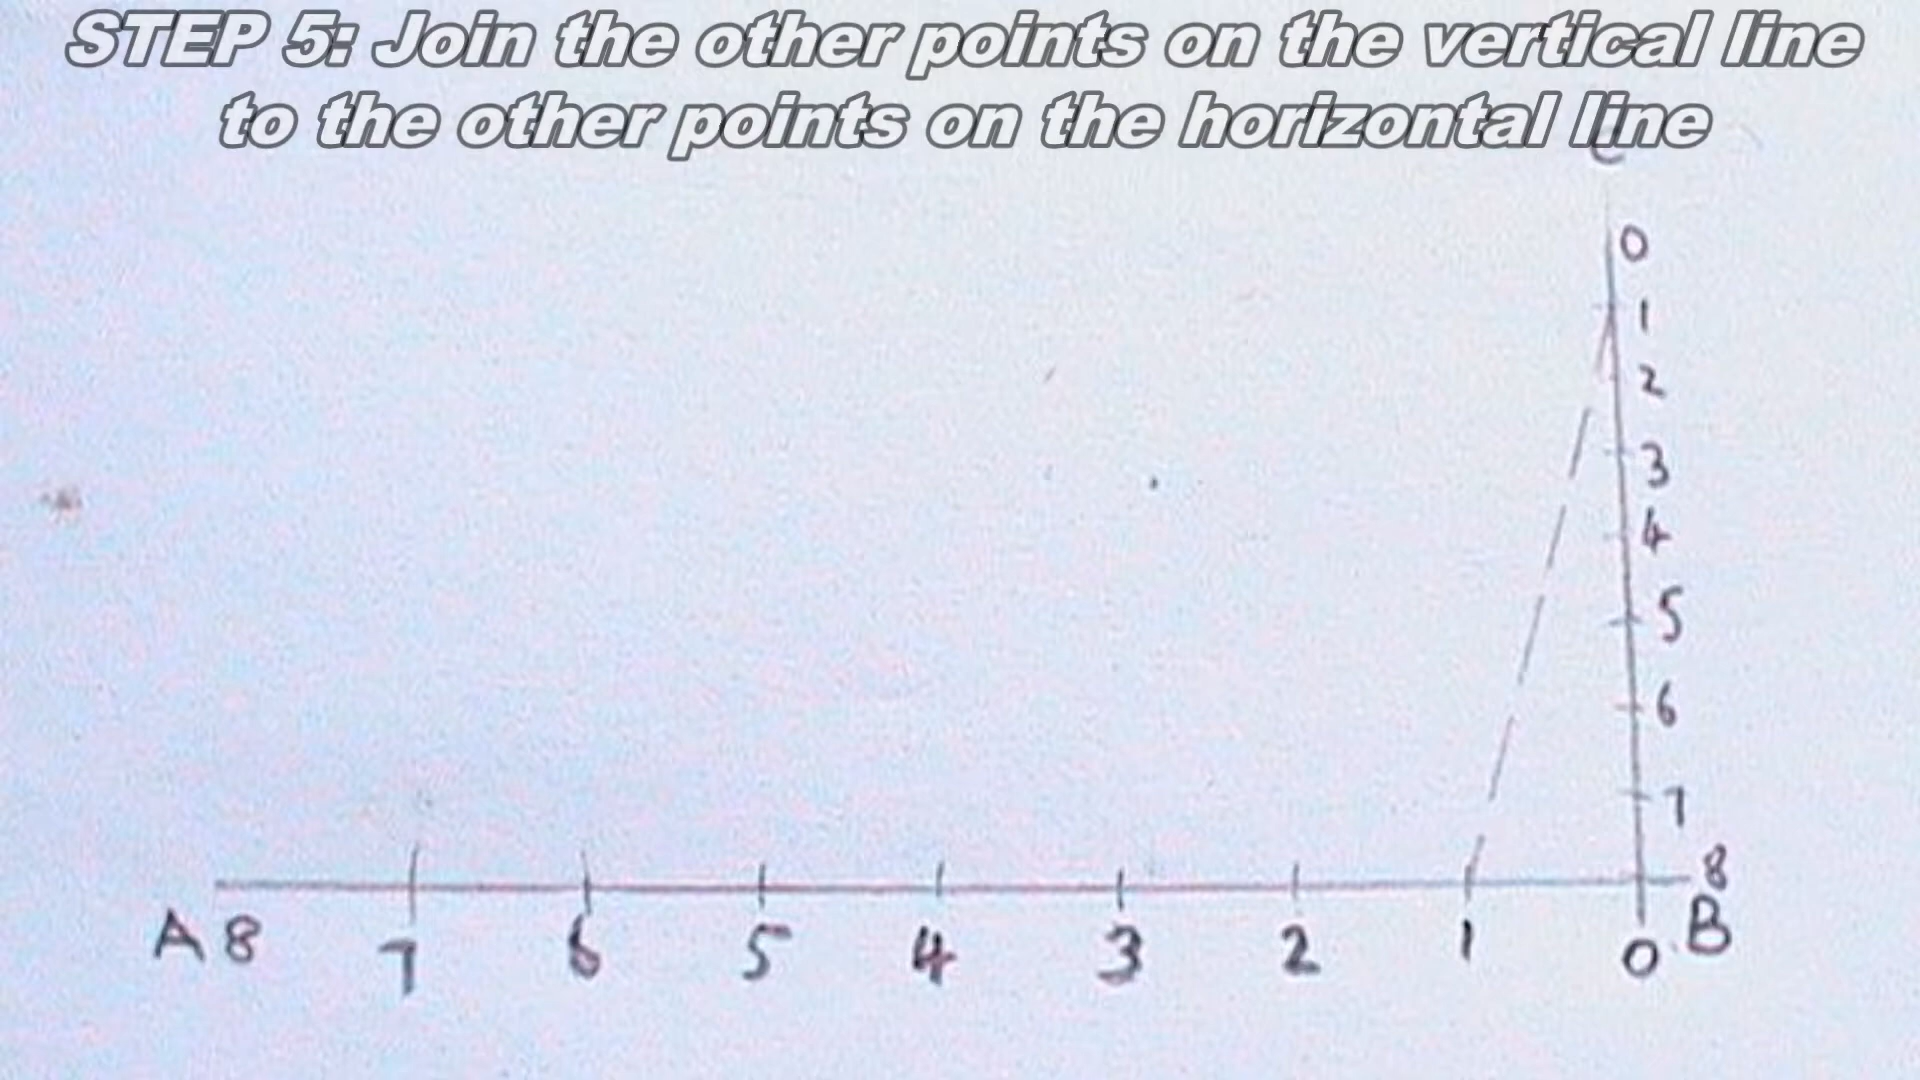 STEP 5: Join the other points on the vertical line
to the other points on the horizontal line
C
0
1
2
3
4
5
6
7
8
A 8 7 6 5 4 3 2 1 0 B